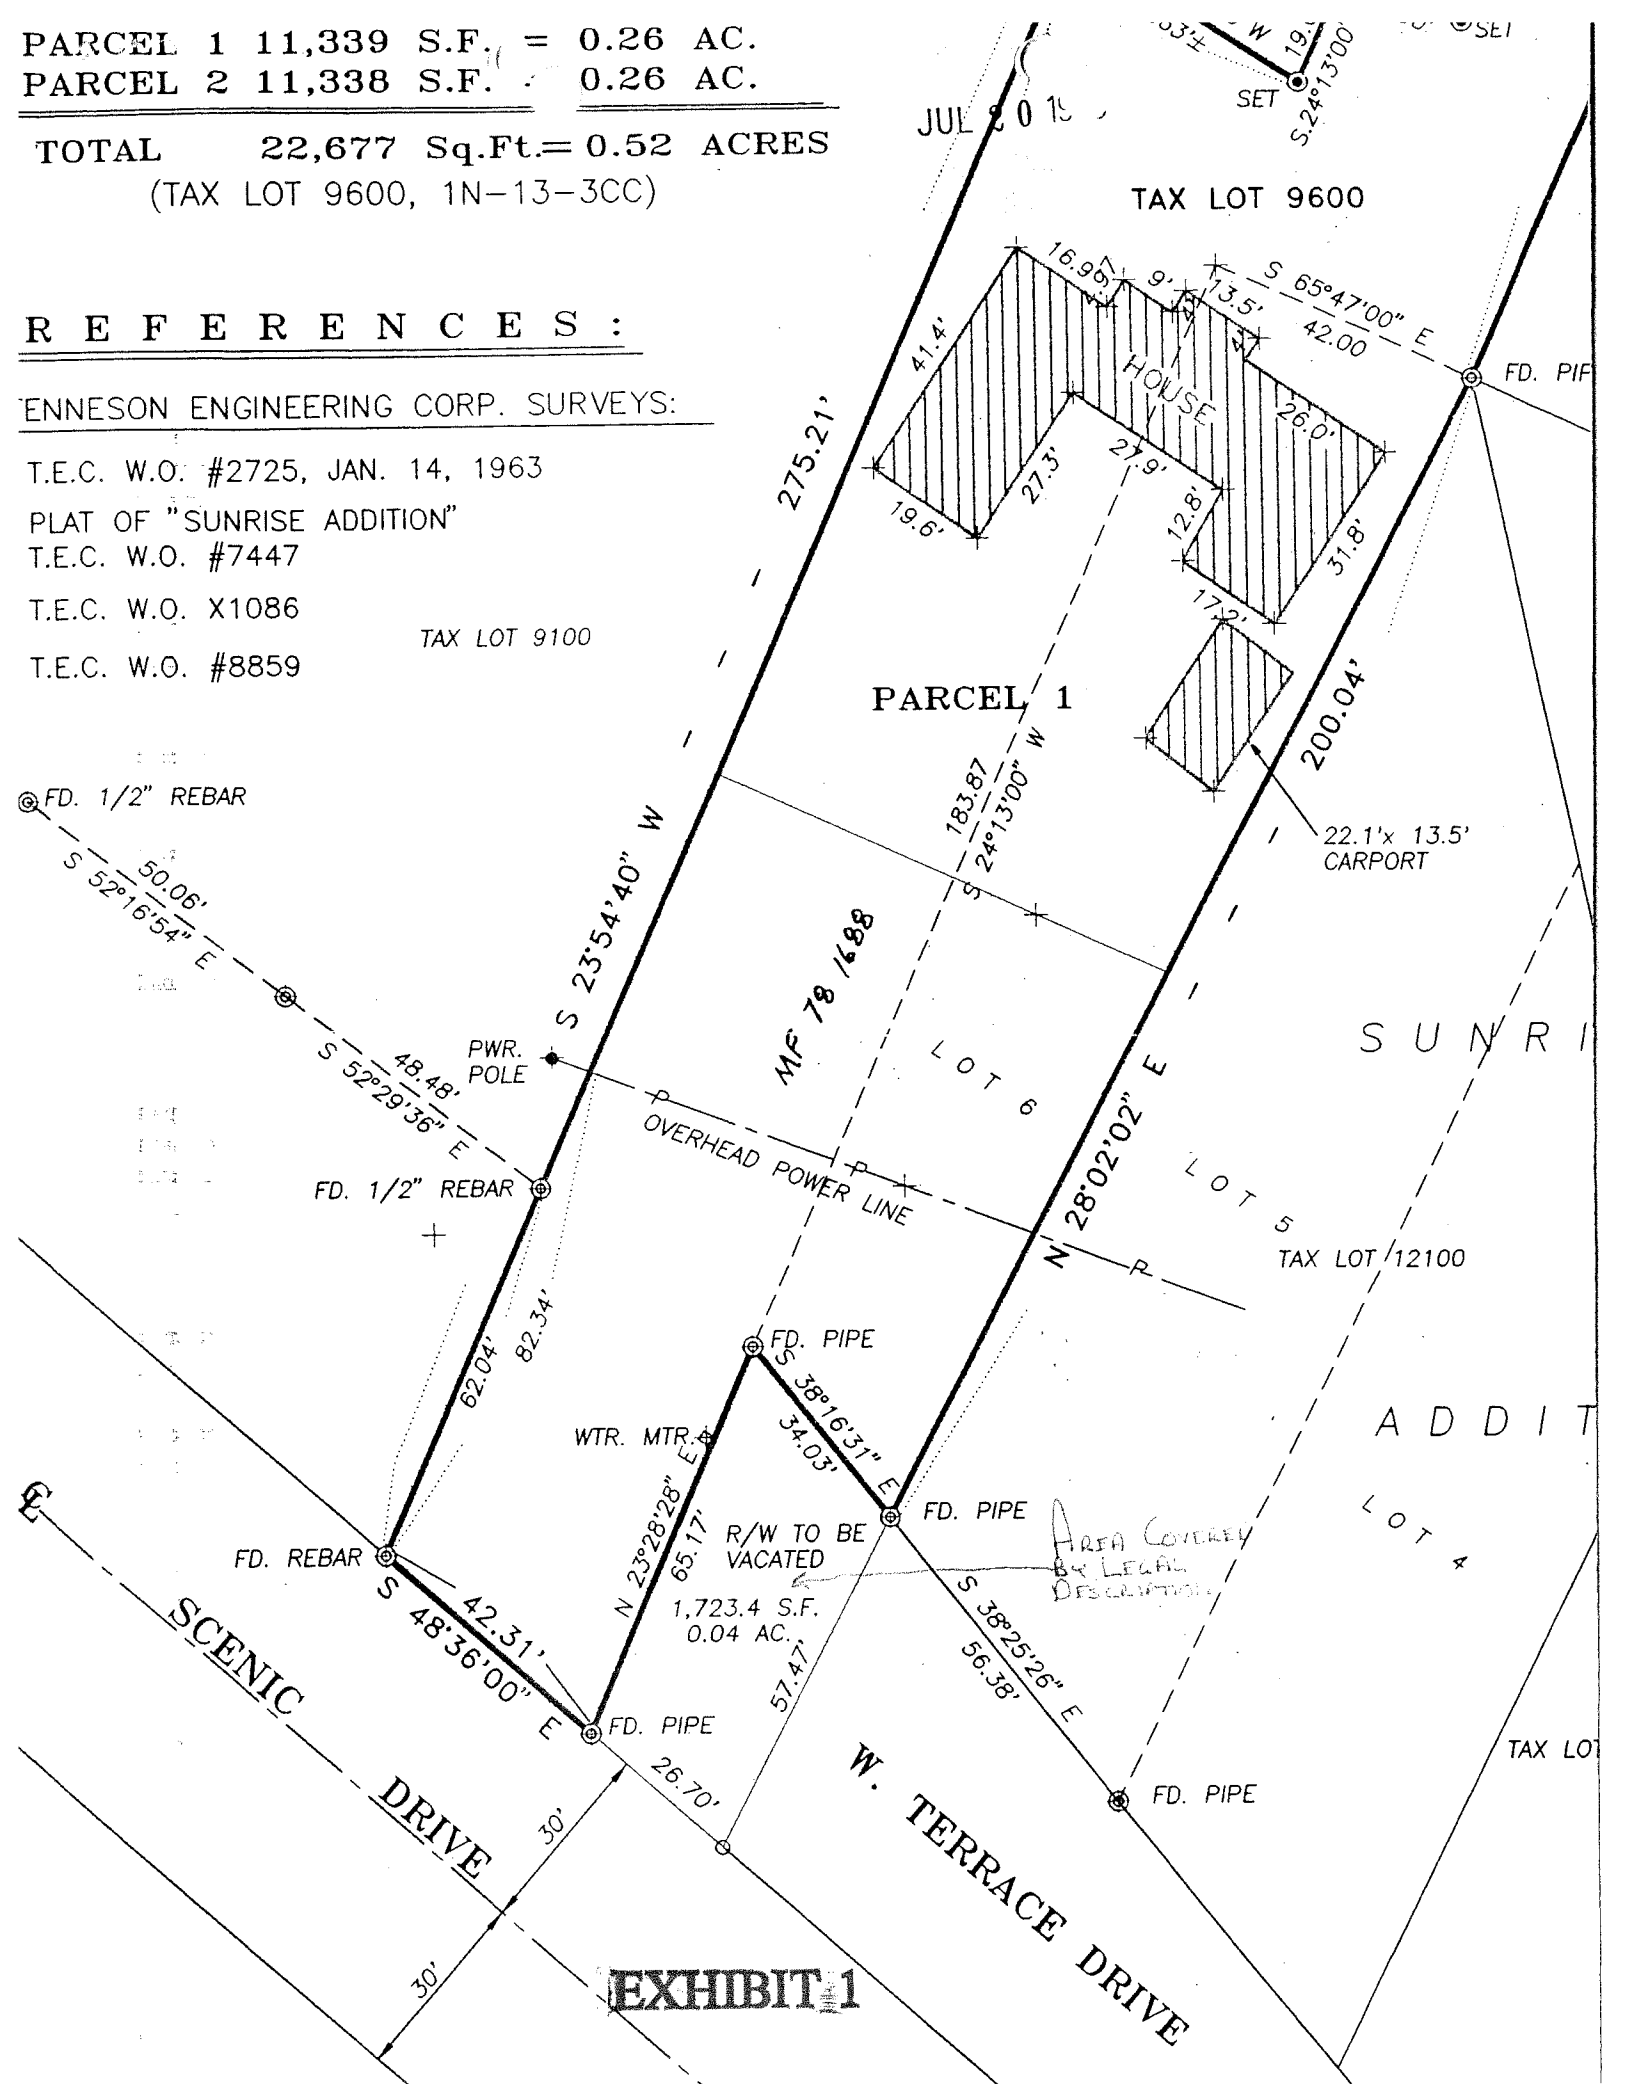 PARCEL 1 11,339 S.F. = 0.26 AC.
PARCEL 2 11,338 S.F. 0.26 AC.
TOTAL 22,677 Sq.Ft.= 0.52 ACRES
(TAX LOT 9600, 1N-13-3CC)
R E F E R E N C E S :
ENNESON ENGINEERING CORP. SURVEYS:
T.E.C. W.O. #2725, JAN. 14, 1963
PLAT OF "SUNRISE ADDITION"
T.E.C. W.O. #7447
T.E.C. W.O. X1086
T.E.C. W.O. #8859
W
SET
SET
S.24°13'00
TAX LOT 9600
16.9'
9'
13.5'
S 65°47'00" E
42.00
41.4'
HOUSE
26.0'
27.9'
27.3'
19.6'
12.8'
31.8'
17.2'
FD. PIP
275.21'
200.04'
TAX LOT 9100
PARCEL 1
183.87
S 24°13'00" W
22.1'x 13.5'
CARPORT
FD. 1/2" REBAR
50.06'
S 52°16'54" E
48.48'
S 52°29'36" E
S 23°54'40" W
MF 78 1688
PWR.
POLE
P
OVERHEAD POWER LINE
P
P
LOT 6
N 28°02'02" E
LOT 5
SUNRI
FD. 1/2" REBAR
TAX LOT 12100
62.04'
82.34'
FD. PIPE
S 38°16'31" E
34.03'
WTR. MTR.
ADDIT
LOT 4
N 23°28'28" E
65.17'
FD. PIPE
R/W TO BE
VACATED
1,723.4 S.F.
0.04 AC.
AREA COVERED
BY LEGAL
DESCRIPTION
FD. REBAR
42.31'
S 48°36'00" E
57.47'
S 38°25'26" E
56.38'
FD. PIPE
26.70'
SCENIC DRIVE
30'
30'
W. TERRACE DRIVE
FD. PIPE
TAX LOT
EXHIBIT 1